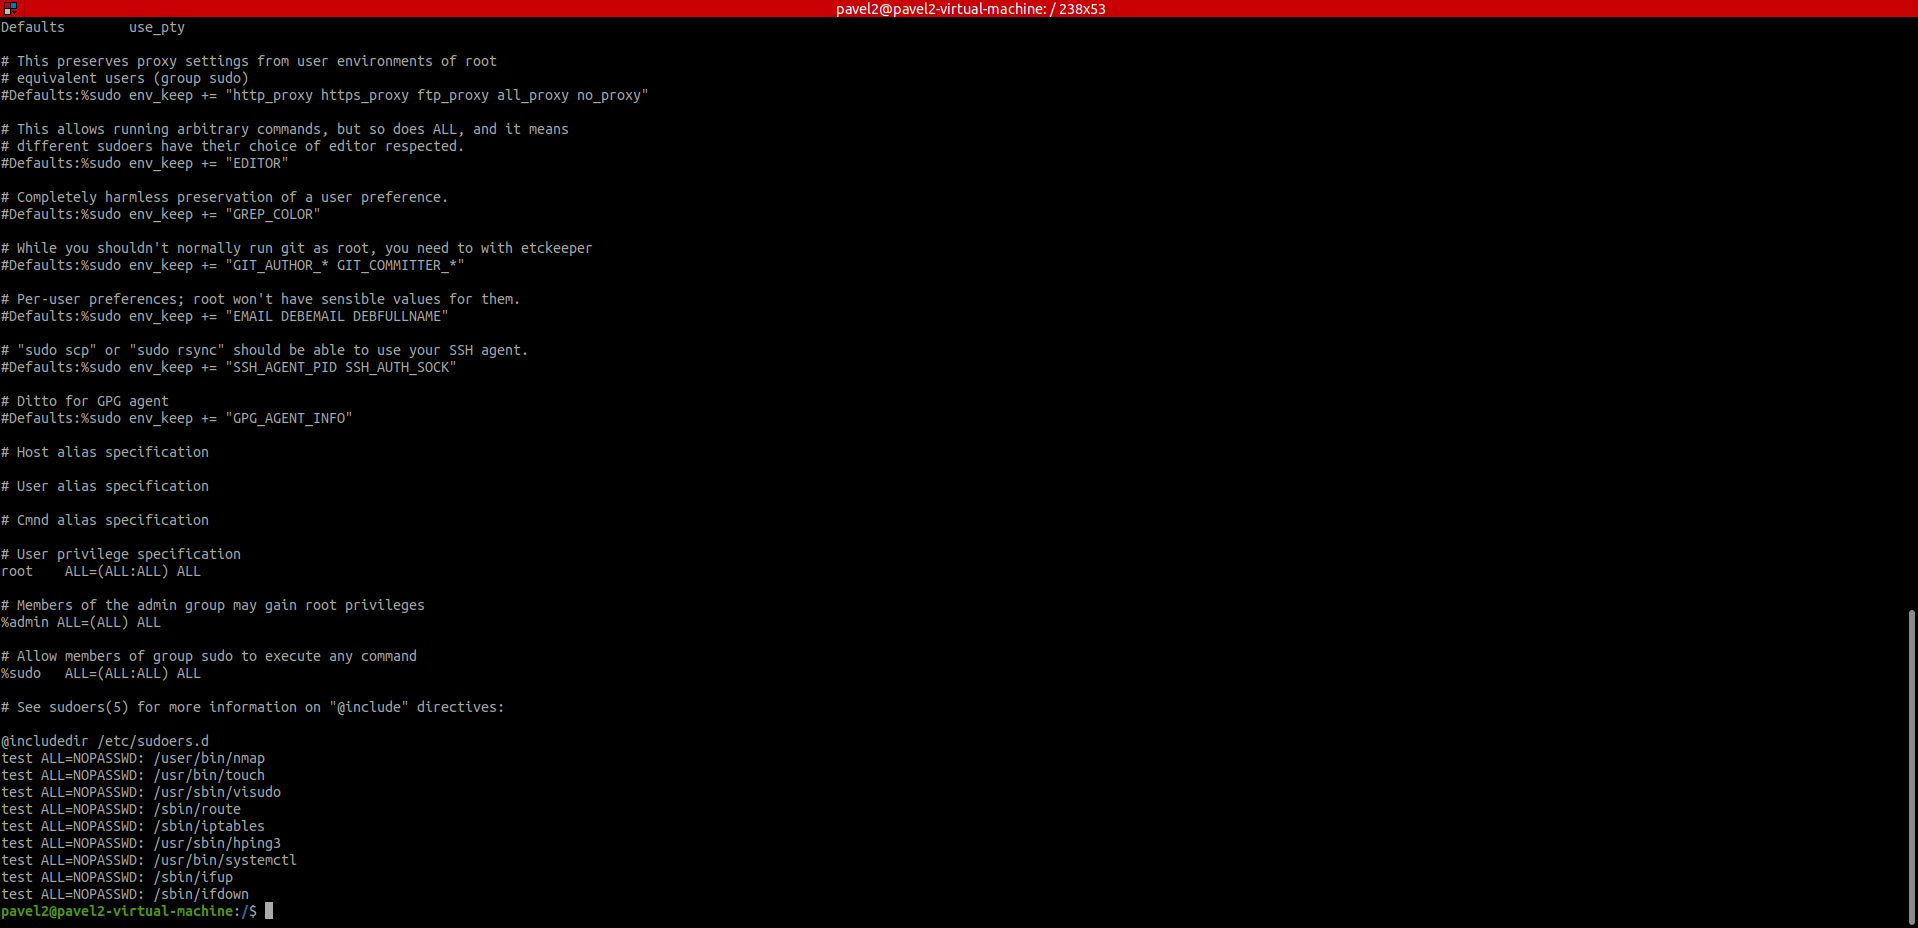 pavel2@pavel2-virtual-machine: / 238x53
Defaults        use_pty
# This preserves proxy settings from user environments of root
# equivalent users (group sudo)
#Defaults:%sudo env_keep += "http_proxy https_proxy ftp_proxy all_proxy no_proxy"
# This allows running arbitrary commands, but so does ALL, and it means
# different sudoers have their choice of editor respected.
#Defaults:%sudo env_keep += "EDITOR"
# Completely harmless preservation of a user preference.
#Defaults:%sudo env_keep += "GREP_COLOR"
# While you shouldn't normally run git as root, you need to with etckeeper
#Defaults:%sudo env_keep += "GIT_AUTHOR_* GIT_COMMITTER_*"
# Per-user preferences; root won't have sensible values for them.
#Defaults:%sudo env_keep += "EMAIL DEBEMAIL DEBFULLNAME"
# "sudo scp" or "sudo rsync" should be able to use your SSH agent.
#Defaults:%sudo env_keep += "SSH_AGENT_PID SSH_AUTH_SOCK"
# Ditto for GPG agent
#Defaults:%sudo env_keep += "GPG_AGENT_INFO"
# Host alias specification
# User alias specification
# Cmnd alias specification
# User privilege specification
root    ALL=(ALL:ALL) ALL
# Members of the admin group may gain root privileges
%admin ALL=(ALL) ALL
# Allow members of group sudo to execute any command
%sudo   ALL=(ALL:ALL) ALL
# See sudoers(5) for more information on "@include" directives:
@includedir /etc/sudoers.d
test ALL=NOPASSWD: /user/bin/nmap
test ALL=NOPASSWD: /usr/bin/touch
test ALL=NOPASSWD: /usr/sbin/visudo
test ALL=NOPASSWD: /sbin/route
test ALL=NOPASSWD: /sbin/iptables
test ALL=NOPASSWD: /usr/sbin/hping3
test ALL=NOPASSWD: /usr/bin/systemctl
test ALL=NOPASSWD: /sbin/ifup
test ALL=NOPASSWD: /sbin/ifdown
pavel2@pavel2-virtual-machine:/$